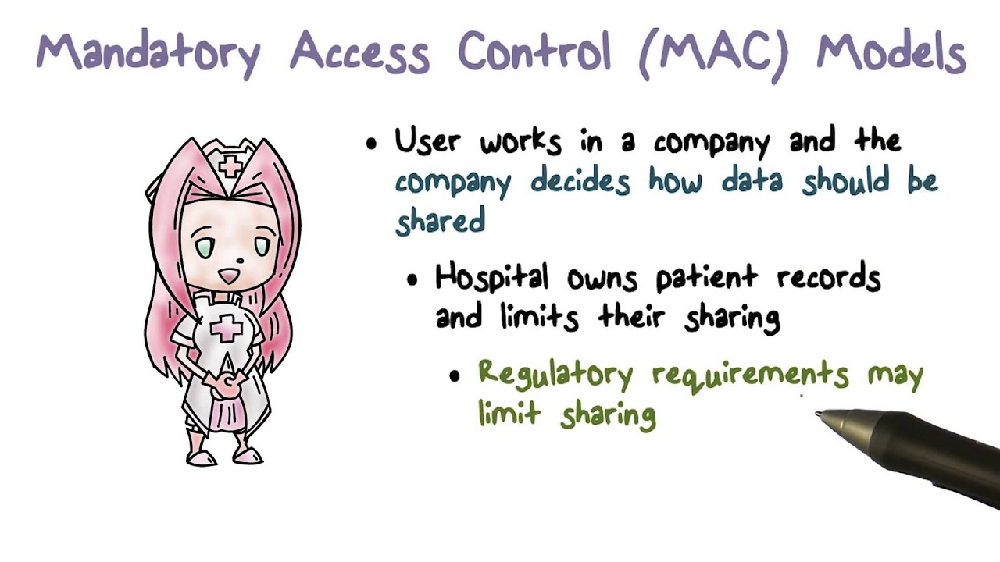 Mandatory Access Control (MAC) Models
• User works in a company and the
company decides how data should be
shared
• Hospital owns patient records
and limits their sharing
• Regulatory requirements may
limit sharing